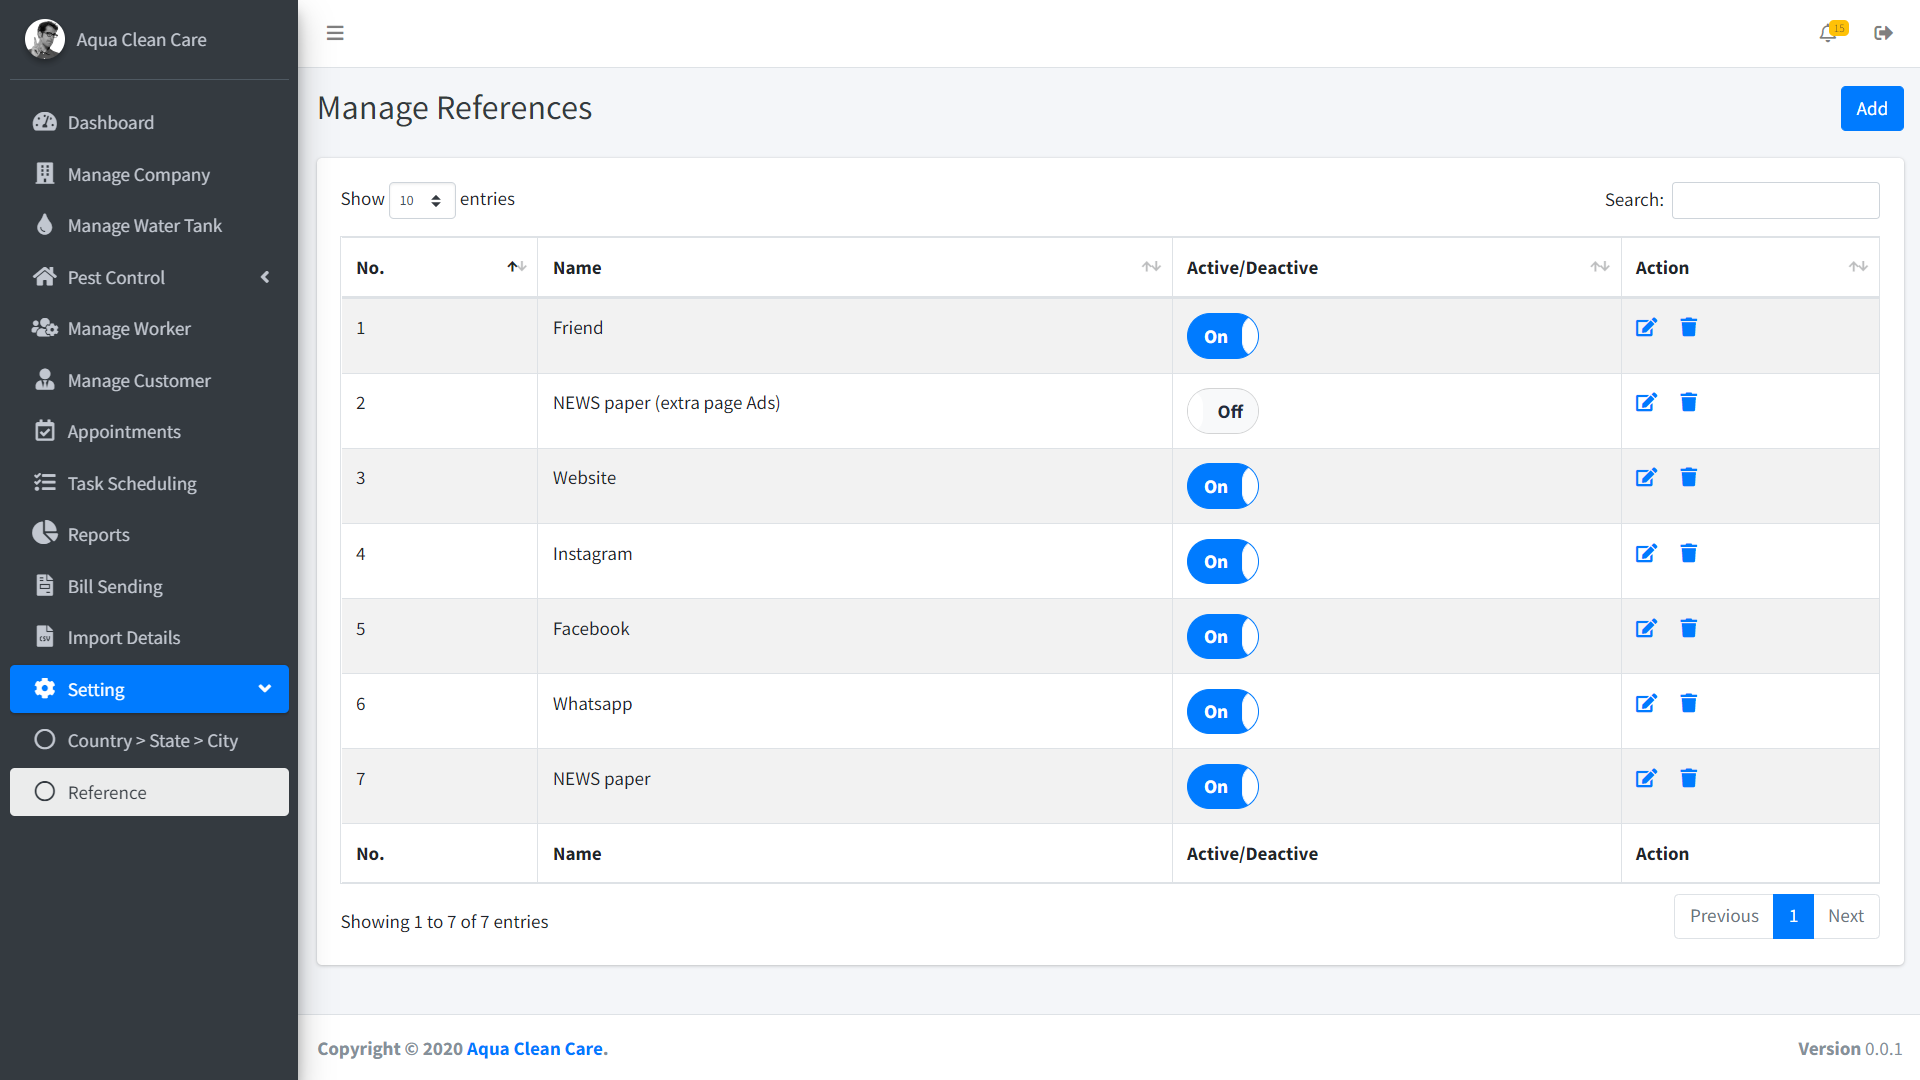 Aqua Clean Care
15
Dashboard
Manage Company
Manage Water Tank
Pest Control
Manage Worker
Manage Customer
Appointments
Task Scheduling
Reports
Bill Sending
CSV
Import Details
Setting
Country > State > City
Reference
Manage References
Add
Show 10 entries
Search:
No. Name Active/Deactive Action
1 Friend On
2 NEWS paper (extra page Ads) Off
3 Website On
4 Instagram On
5 Facebook On
6 Whatsapp On
7 NEWS paper On
No. Name Active/Deactive Action
Showing 1 to 7 of 7 entries
Previous 1 Next
Copyright © 2020 Aqua Clean Care.
Version 0.0.1